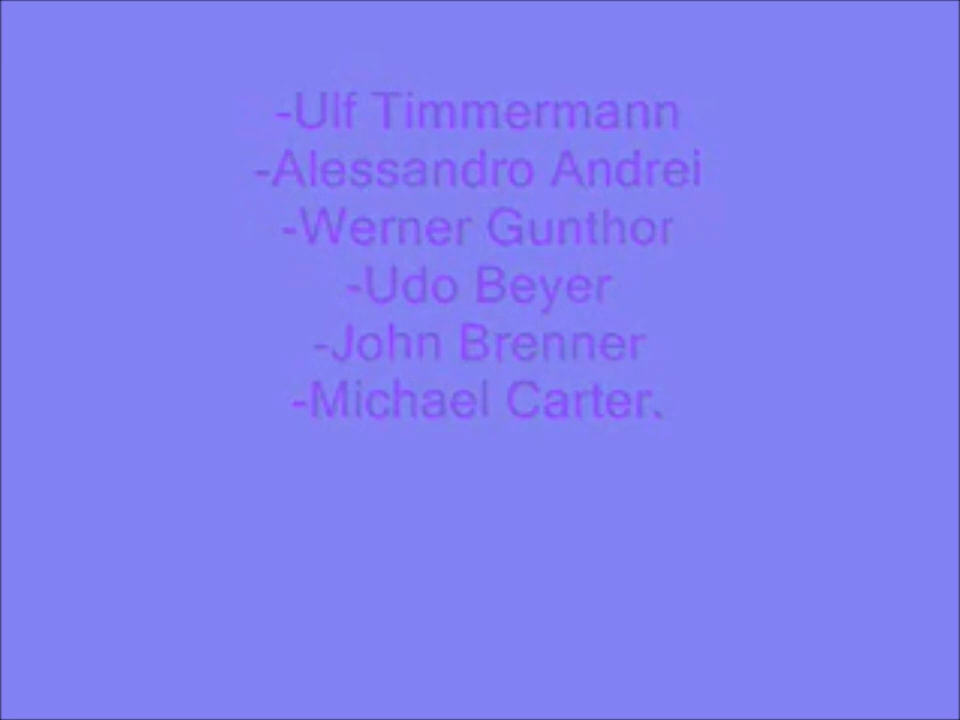 -Ulf Timmermann
-Alessandro Andrei
-Werner Gunthor
-Udo Beyer
-John Brenner
-Michael Carter.